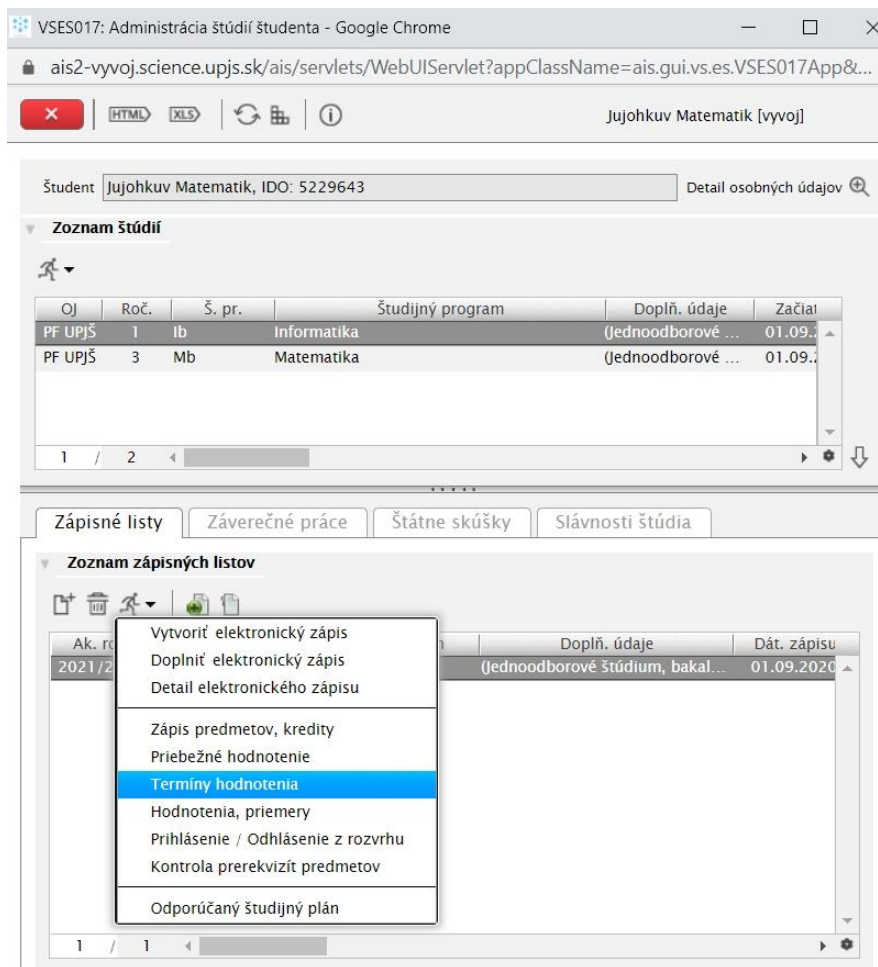 VSES017: Administrácia štúdií študenta - Google Chrome
ais2-vyvoj.science.upjs.sk/ais/servlets/WebUIServlet?appClassName=ais.gui.vs.es.VSES017App&...
HTML XLS Jujohkuv Matematik [vyvoj]
Študent Jujohkuv Matematik, IDO: 5229643 Detail osobných údajov
Zoznam štúdií
OJ Roč. Š. pr. Študijný program Doplň. údaje Začiat
PF UPJŠ 1 Ib Informatika (Jednoodborové ... 01.09.2
PF UPJŠ 3 Mb Matematika (Jednoodborové ... 01.09.2
1 / 2
Zápisné listy Záverečné práce Štátne skúšky Slávnosti štúdia
Zoznam zápisných listov
Ak. ro Doplň. údaje Dát. zápisu
2021/2 (Jednoodborové štúdium, bakal... 01.09.2020
Vytvoriť elektronický zápis
Doplniť elektronický zápis
Detail elektronického zápisu
Zápis predmetov, kredity
Priebežné hodnotenie
Termíny hodnotenia
Hodnotenia, priemery
Prihlásenie / Odhlásenie z rozvrhu
Kontrola prerekvizít predmetov
Odporúčaný študijný plán
1 / 1